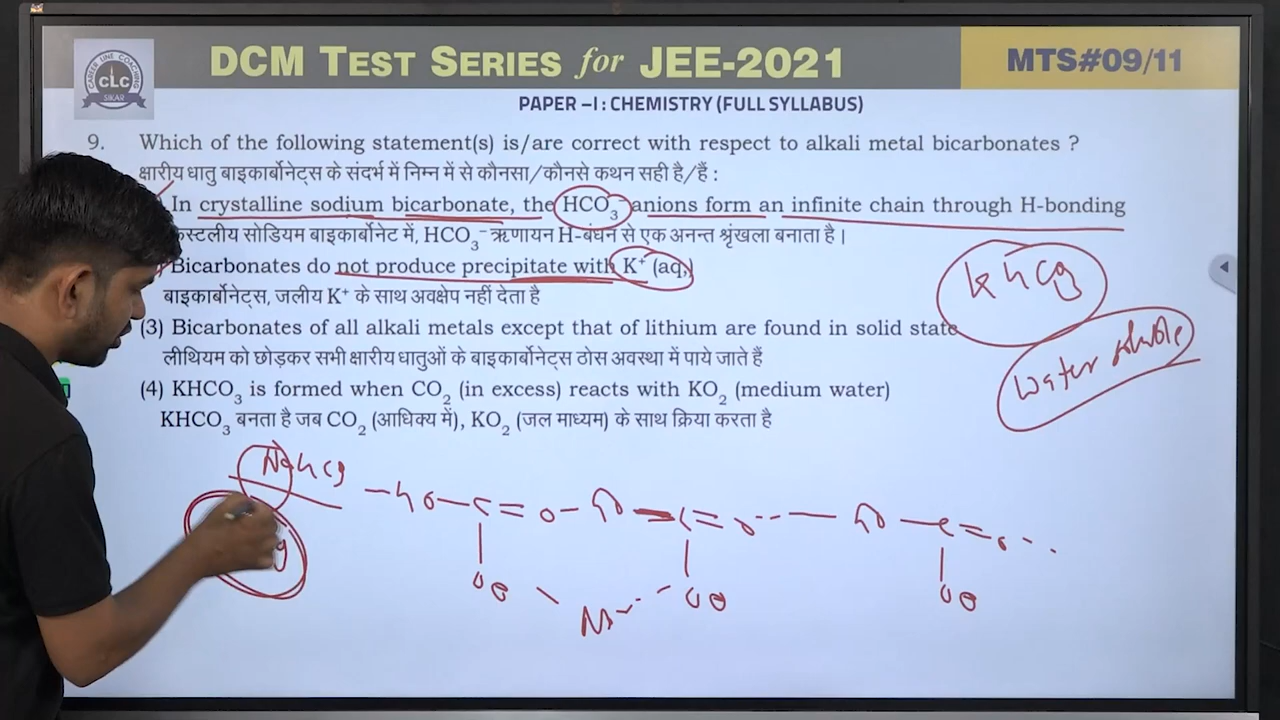 DCM TEST SERIES for JEE-2021
MTS#09/11
CAREER LINE COACHING
CLC
SIKAR
PAPER –I : CHEMISTRY (FULL SYLLABUS)
9. Which of the following statement(s) is/are correct with respect to alkali metal bicarbonates ?
क्षारीय धातु बाइकार्बोनेट्स के संदर्भ में निम्न में से कौनसा/कौनसे कथन सही है/हैं :
In crystalline sodium bicarbonate, the HCO₃⁻ anions form an infinite chain through H-bonding
सोडियम बाइकार्बोनेट में, HCO₃⁻ ऋणायन H-बंधन से एक अनन्त श्रृंखला बनाता है।
Bicarbonates do not produce precipitate with K⁺ (aq.)
बाइकार्बोनेट्स, जलीय K⁺ के साथ अवक्षेप नहीं देता है
(3) Bicarbonates of all alkali metals except that of lithium are found in solid state
लीथियम को छोड़कर सभी क्षारीय धातुओं के बाइकार्बोनेट्स ठोस अवस्था में पाये जाते हैं
(4) KHCO₃ is formed when CO₂ (in excess) reacts with KO₂ (medium water)
KHCO₃ बनता है जब CO₂ (आधिक्य में), KO₂ (जल माध्यम) के साथ क्रिया करता है
KHCO₃
Water soluble
NaHCO₃